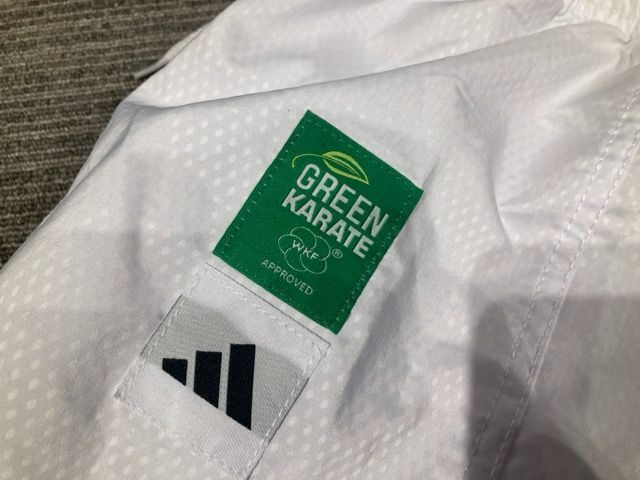 GREEN
KARATE
WKF ®
APPROVED